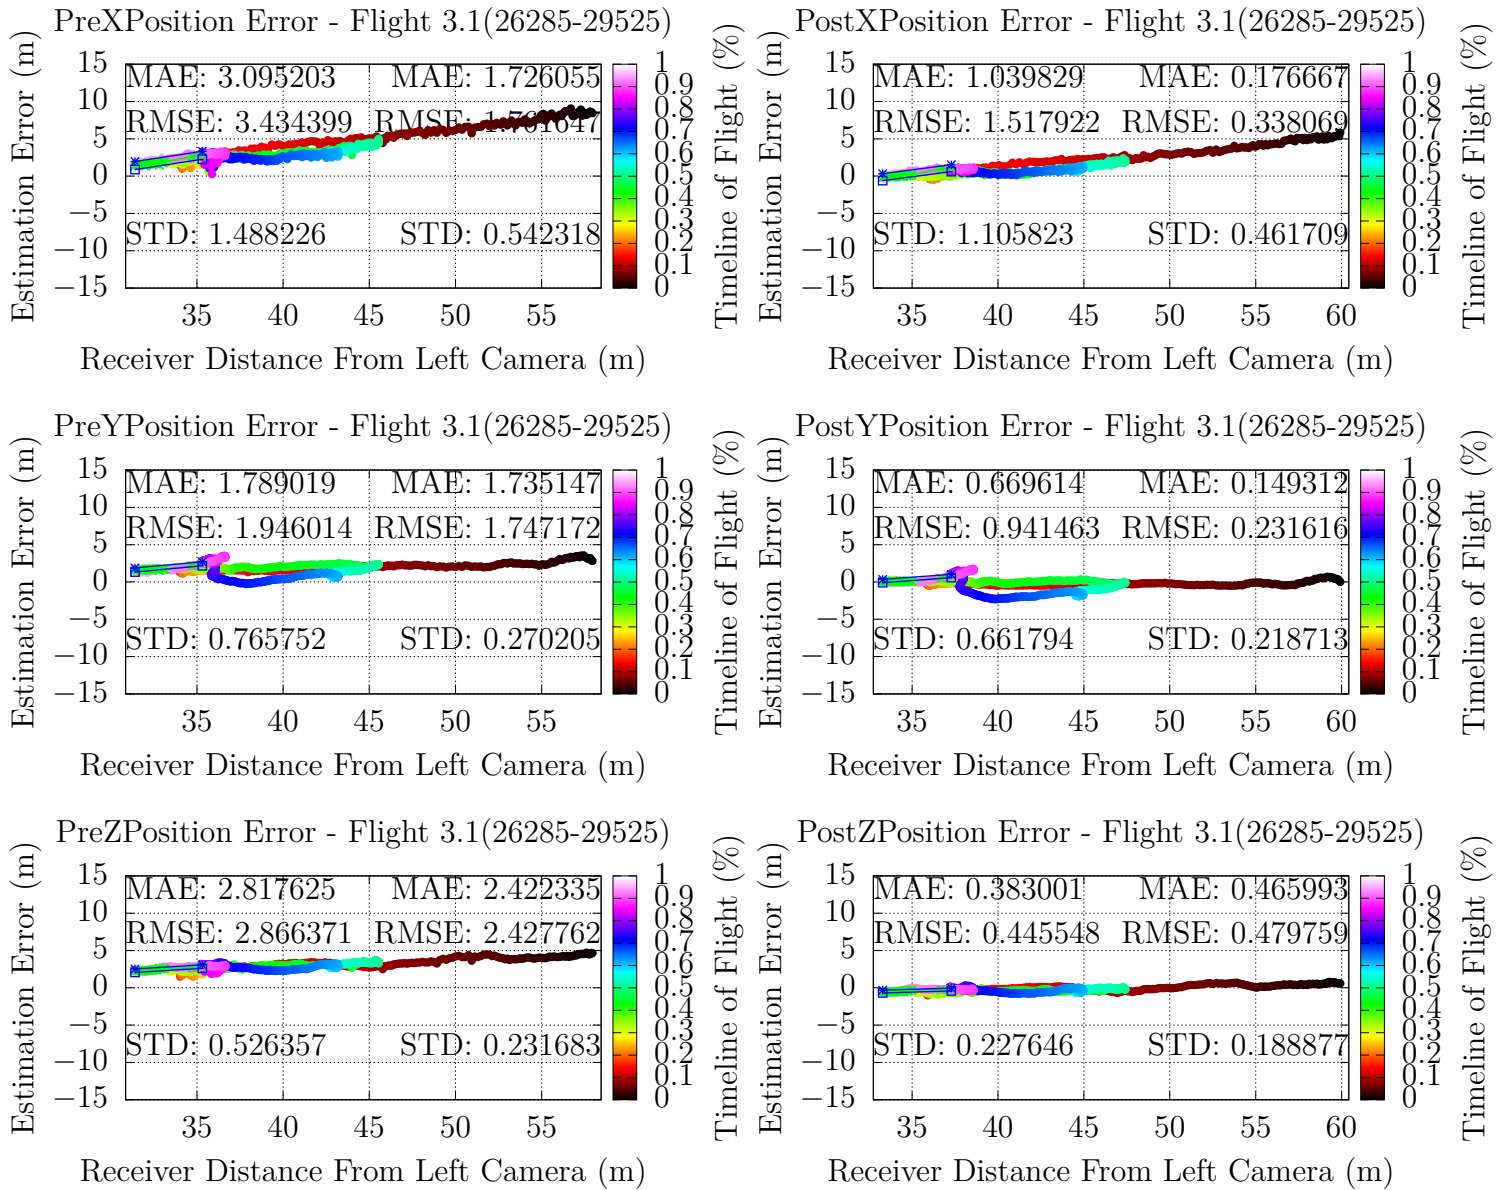 PreXPosition Error - Flight 3.1(26285-29525)
Estimation Error (m)
15
10
5
0
−5
−10
−15
MAE: 3.095203 MAE: 1.726055
RMSE: 3.434399 RMSE: 1.761647
STD: 1.488226 STD: 0.542318
35 40 45 50 55
Receiver Distance From Left Camera (m)
1
0.9
0.8
0.7
0.6
0.5
0.4
0.3
0.2
0.1
0
Timeline of Flight (%)
PostXPosition Error - Flight 3.1(26285-29525)
Estimation Error (m)
15
10
5
0
−5
−10
−15
MAE: 1.039829 MAE: 0.176667
RMSE: 1.517922 RMSE: 0.338069
STD: 1.105823 STD: 0.461709
35 40 45 50 55 60
Receiver Distance From Left Camera (m)
1
0.9
0.8
0.7
0.6
0.5
0.4
0.3
0.2
0.1
0
Timeline of Flight (%)
PreYPosition Error - Flight 3.1(26285-29525)
Estimation Error (m)
15
10
5
0
−5
−10
−15
MAE: 1.789019 MAE: 1.735147
RMSE: 1.946014 RMSE: 1.747172
STD: 0.765752 STD: 0.270205
35 40 45 50 55
Receiver Distance From Left Camera (m)
1
0.9
0.8
0.7
0.6
0.5
0.4
0.3
0.2
0.1
0
Timeline of Flight (%)
PostYPosition Error - Flight 3.1(26285-29525)
Estimation Error (m)
15
10
5
0
−5
−10
−15
MAE: 0.669614 MAE: 0.149312
RMSE: 0.941463 RMSE: 0.231616
STD: 0.661794 STD: 0.218713
35 40 45 50 55 60
Receiver Distance From Left Camera (m)
1
0.9
0.8
0.7
0.6
0.5
0.4
0.3
0.2
0.1
0
Timeline of Flight (%)
PreZPosition Error - Flight 3.1(26285-29525)
Estimation Error (m)
15
10
5
0
−5
−10
−15
MAE: 2.817625 MAE: 2.422335
RMSE: 2.866371 RMSE: 2.427762
STD: 0.526357 STD: 0.231683
35 40 45 50 55
Receiver Distance From Left Camera (m)
1
0.9
0.8
0.7
0.6
0.5
0.4
0.3
0.2
0.1
0
Timeline of Flight (%)
PostZPosition Error - Flight 3.1(26285-29525)
Estimation Error (m)
15
10
5
0
−5
−10
−15
MAE: 0.383001 MAE: 0.465993
RMSE: 0.445548 RMSE: 0.479759
STD: 0.227646 STD: 0.188877
35 40 45 50 55 60
Receiver Distance From Left Camera (m)
1
0.9
0.8
0.7
0.6
0.5
0.4
0.3
0.2
0.1
0
Timeline of Flight (%)